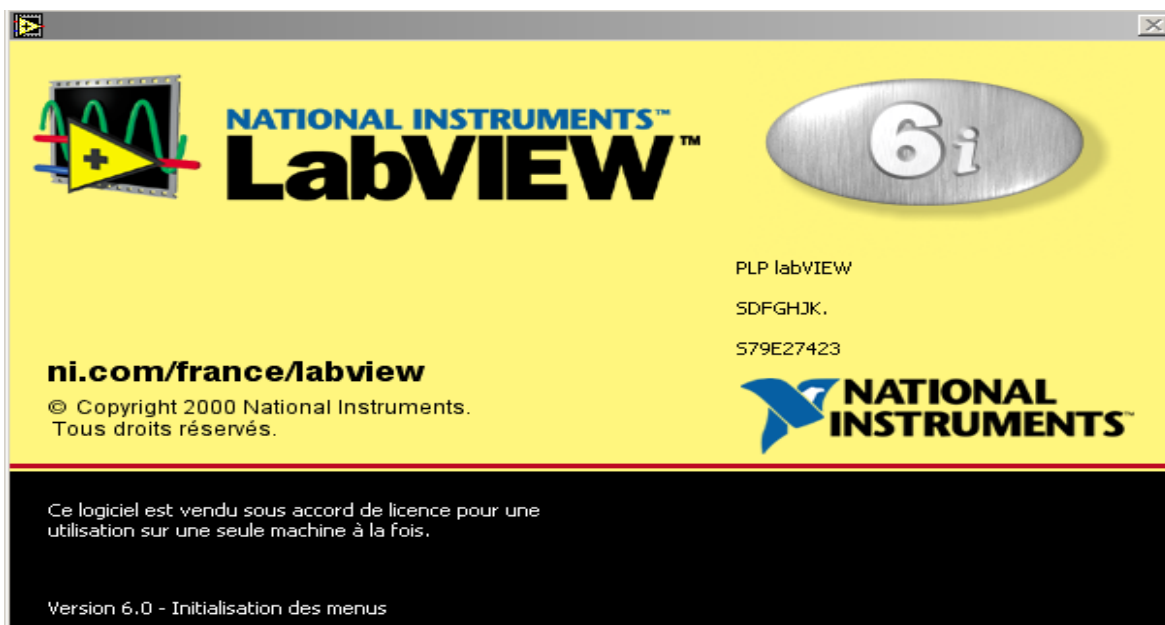 NATIONAL INSTRUMENTS™
LabVIEW™
6i
PLP labVIEW
SDFGHJK.
S79E27423
ni.com/france/labview
© Copyright 2000 National Instruments.
Tous droits réservés.
NATIONAL
INSTRUMENTS™
Ce logiciel est vendu sous accord de licence pour une
utilisation sur une seule machine à la fois.
Version 6.0 - Initialisation des menus